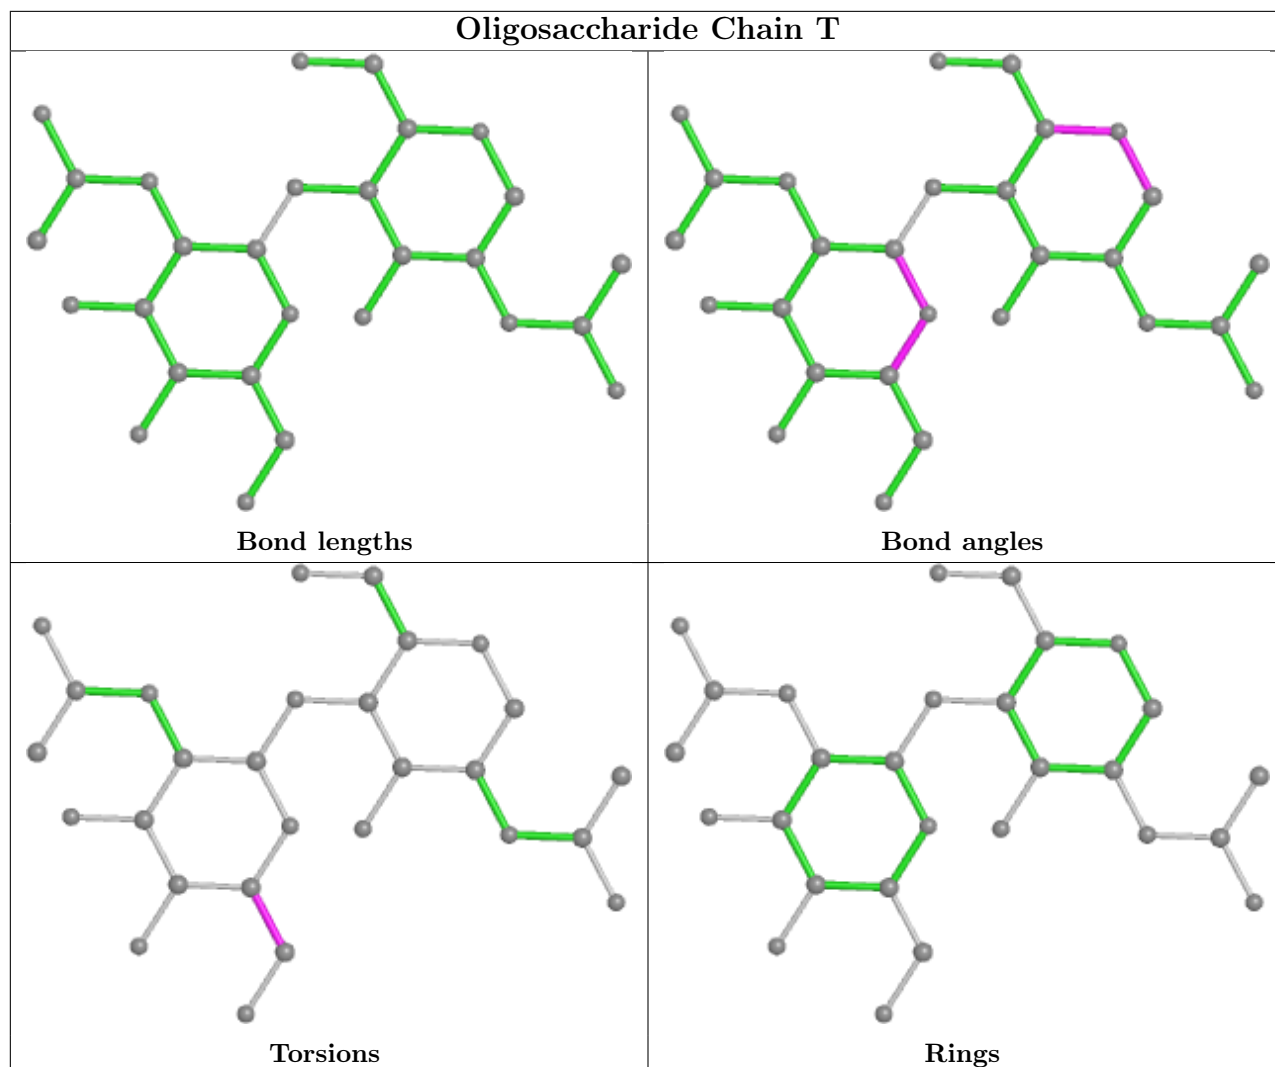 Oligosaccharide Chain T
Bond lengths
Bond angles
Torsions
Rings